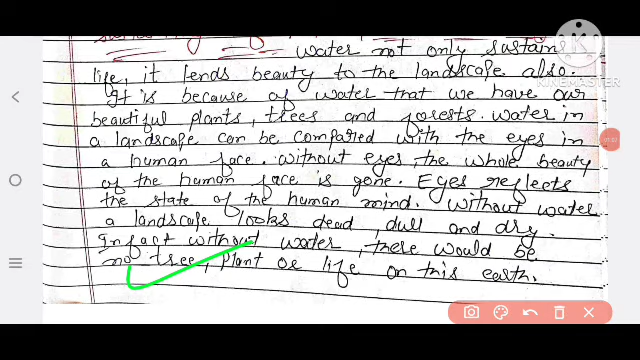 water not only sustains
life, it lends beauty to the landscape also.
It is because of water that we have our
beautiful plants, trees and forests. Water in
a landscape can be compared with the eyes in
a human face. Without eyes, the whole beauty
of the human face is gone. Eyes reflects
the state of the human mind. Without water
a landscape looks dead, dull and dry.
In fact without water, there would be
no tree, plant or life on this earth.
KINEMASTER